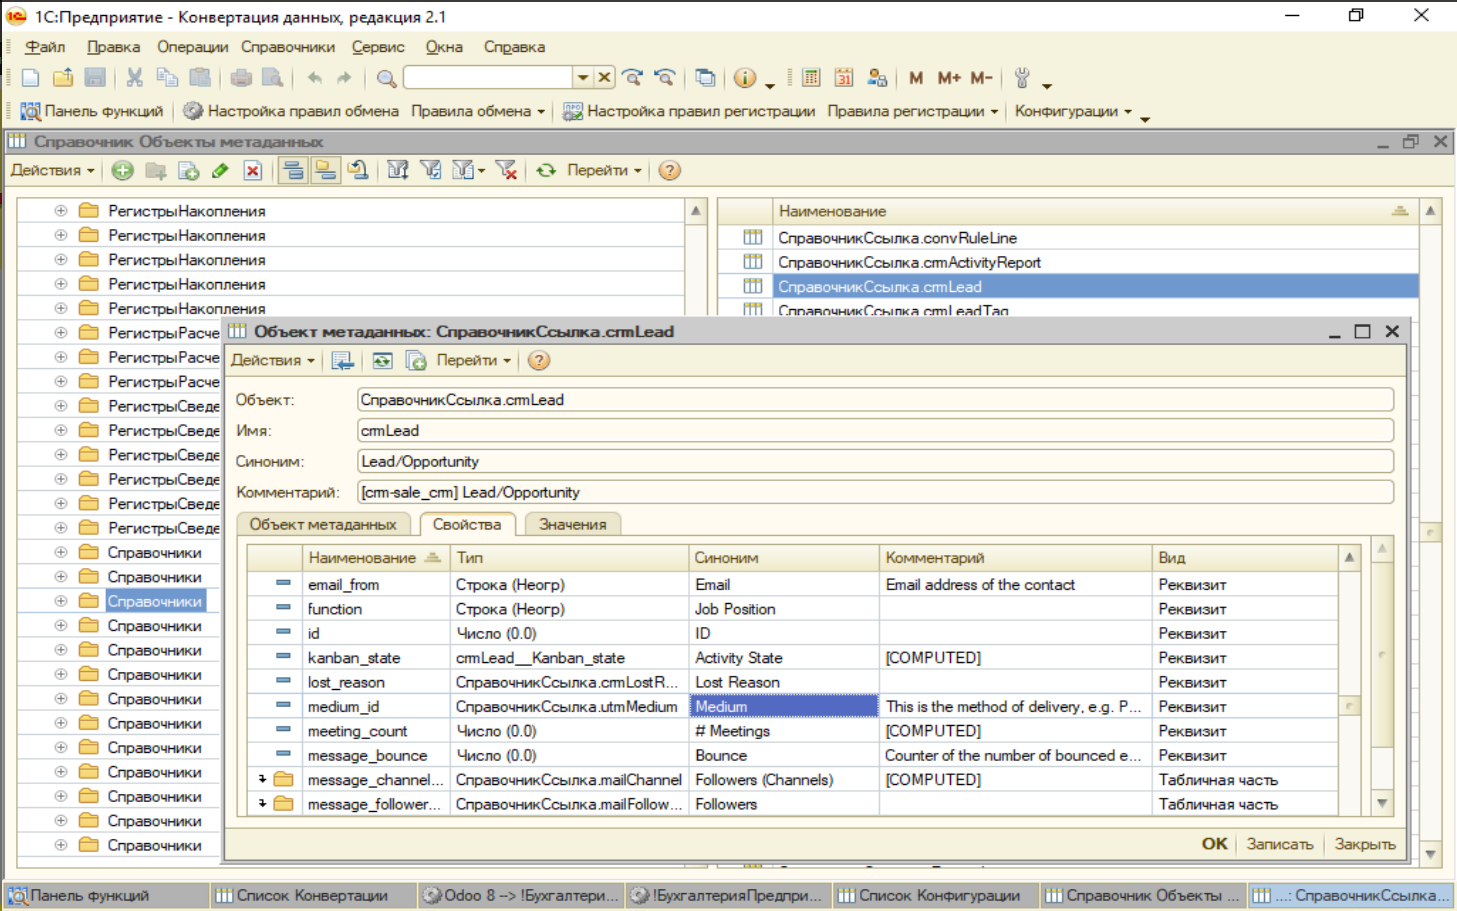 1С:Предприятие - Конвертация данных, редакция 2.1
Файл Правка Операции Справочники Сервис Окна Справка
M M+ M-
Панель функций Настройка правил обмена Правила обмена Настройка правил регистрации Правила регистрации Конфигурации
Справочник Объекты метаданных
Действия Перейти
РегистрыНакопления
РегистрыНакопления
РегистрыНакопления
РегистрыНакопления
РегистрыНакопления
РегистрыРасче
РегистрыРасче
РегистрыРасче
РегистрыСведе
РегистрыСведе
РегистрыСведе
РегистрыСведе
РегистрыСведе
РегистрыСведе
Справочники
Справочники
Справочники
Справочники
Справочники
Справочники
Справочники
Справочники
Справочники
Справочники
Справочники
Справочники
Справочники
Наименование
СправочникСсылка.convRuleLine
СправочникСсылка.crmActivityReport
СправочникСсылка.crmLead
СправочникСсылка.crmLeadTag
Объект метаданных: СправочникСсылка.crmLead
Действия Перейти
Объект: СправочникСсылка.crmLead
Имя: crmLead
Синоним: Lead/Opportunity
Комментарий: [crm-sale_crm] Lead/Opportunity
Объект метаданных Свойства Значения
Наименование Тип Синоним Комментарий Вид
email_from Строка (Неогр) Email Email address of the contact Реквизит
function Строка (Неогр) Job Position Реквизит
id Число (0.0) ID Реквизит
kanban_state crmLead__Kanban_state Activity State [COMPUTED] Реквизит
lost_reason СправочникСсылка.crmLostR... Lost Reason Реквизит
medium_id СправочникСсылка.utmMedium Medium This is the method of delivery, e.g. P... Реквизит
meeting_count Число (0.0) # Meetings [COMPUTED] Реквизит
message_bounce Число (0.0) Bounce Counter of the number of bounced e... Реквизит
message_channel... СправочникСсылка.mailChannel Followers (Channels) [COMPUTED] Табличная часть
message_follower... СправочникСсылка.mailFollow... Followers Табличная часть
OK Записать Закрыть
Панель функций Список Конвертации Odoo 8 --> !Бухгалтери... !БухгалтерияПредпри... Список Конфигурации Справочник Объекты ... ...: СправочникСсылка...